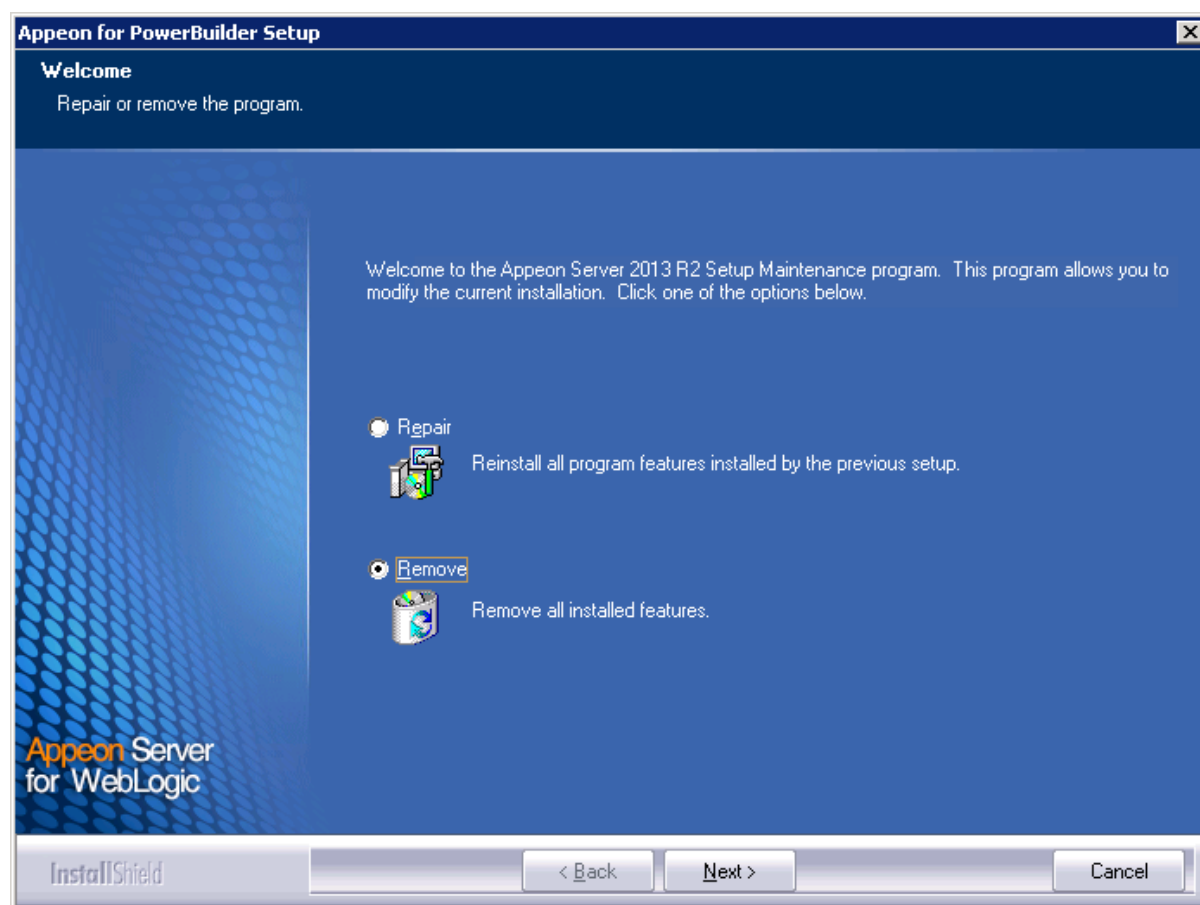 Appeon for PowerBuilder Setup
Welcome
Repair or remove the program.
Welcome to the Appeon Server 2013 R2 Setup Maintenance program.  This program allows you to
modify the current installation.  Click one of the options below.
Repair
Reinstall all program features installed by the previous setup.
Remove
Remove all installed features.
Appeon Server
for WebLogic
InstallShield
< Back
Next >
Cancel